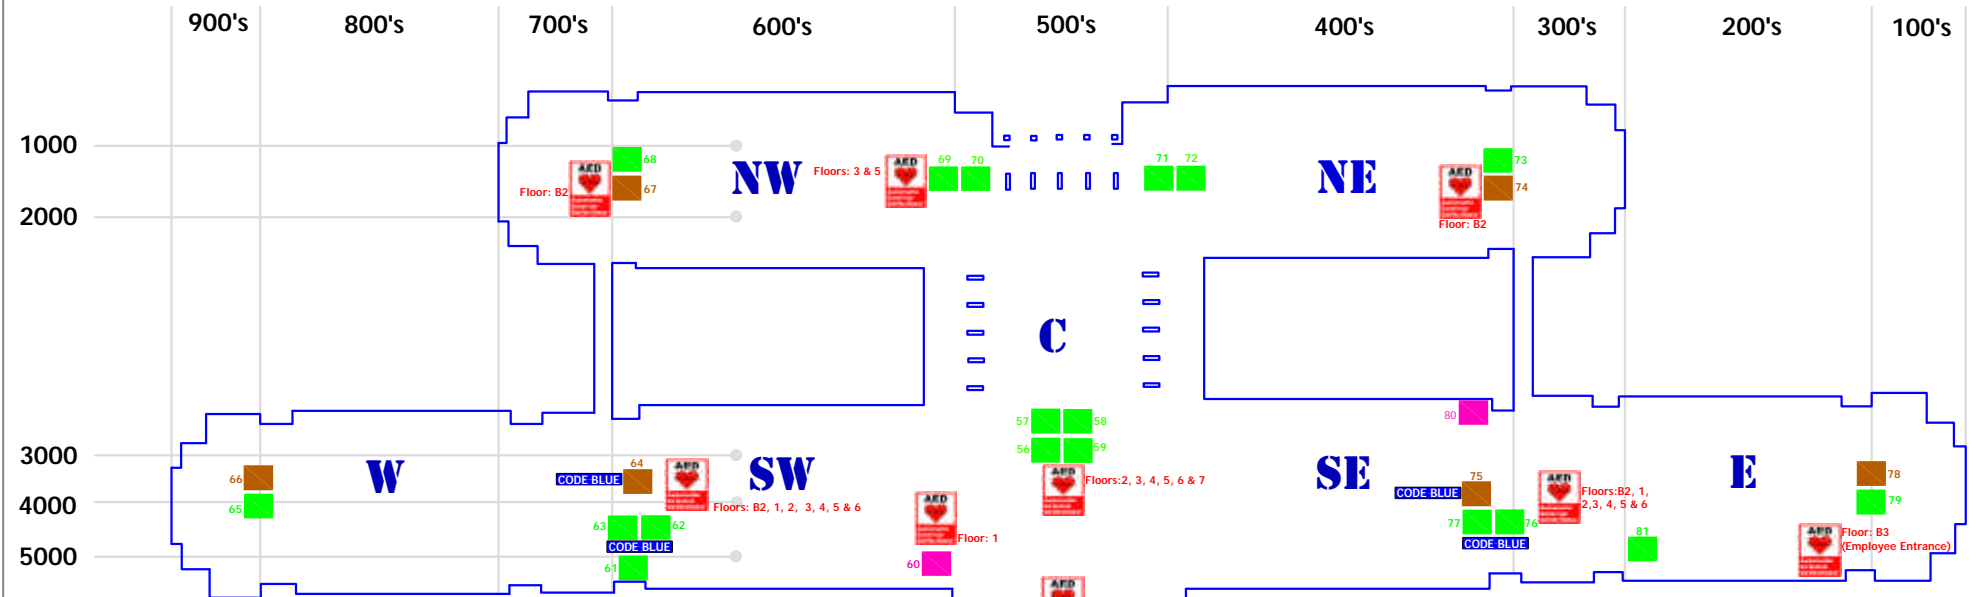 900's 800's 700's 600's 500's 400's 300's 200's 100's
1000
2000
3000
4000
5000
AED
Floor: B2
68
67
NW
Floors: 3 & 5
AED
69 70
71 72
NE
AED
Floor: B2
73
74
C
57 58
56 59
AED
Floors:2, 3, 4, 5, 6 & 7
80
66
65
W
64
CODE BLUE
AED
SW
Floors: B2, 1, 2, 3, 4, 5 & 6
63 62
CODE BLUE
61
AED
Floor: 1
60
SE
75
CODE BLUE
77 76
CODE BLUE
AED
Floors:B2, 1,
2,3, 4, 5 & 6
81
E
78
79
AED
Floor: B3
(Employee Entrance)
AED